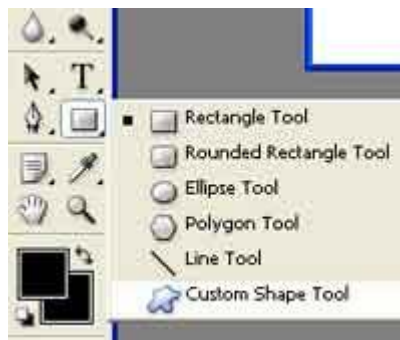 T
Rectangle Tool
Rounded Rectangle Tool
Ellipse Tool
Polygon Tool
Line Tool
Custom Shape Tool